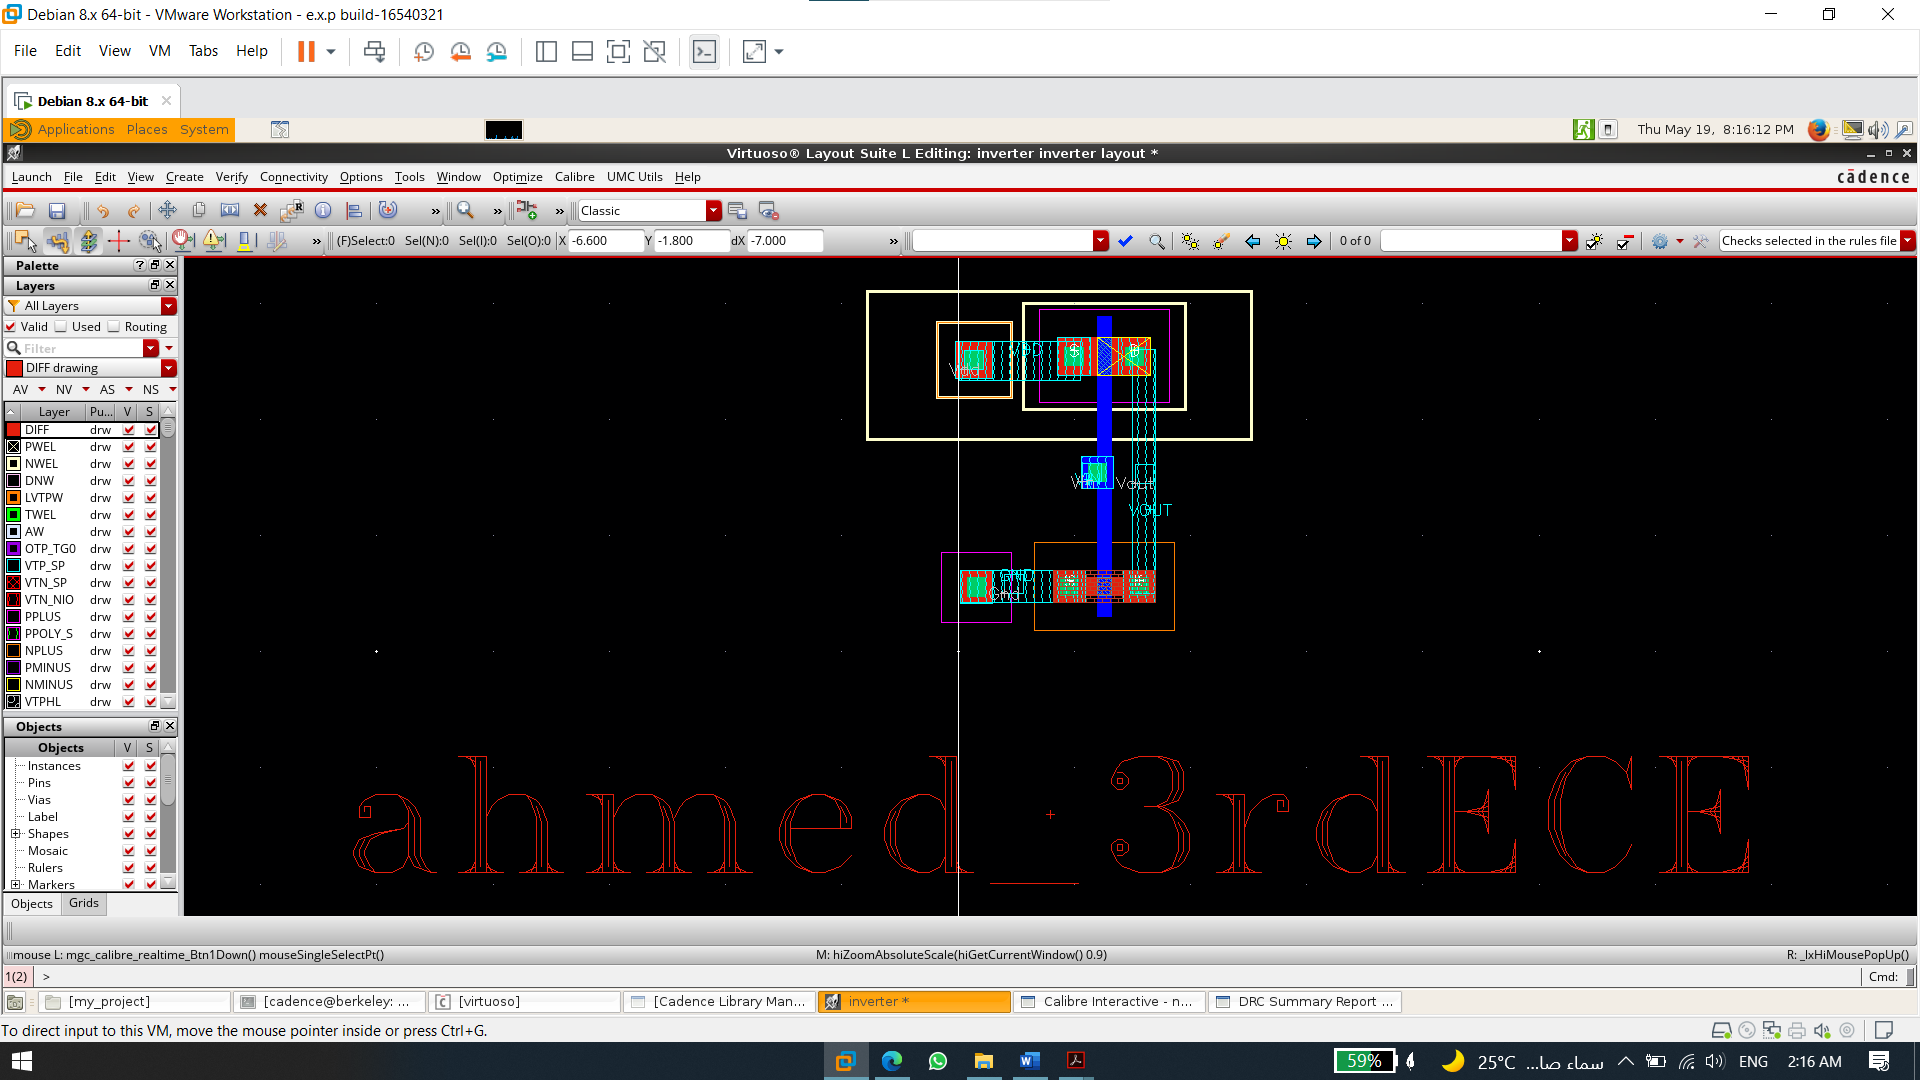 Debian 8.x 64-bit - VMware Workstation - e.x.p build-16540321
File Edit View VM Tabs Help
Debian 8.x 64-bit
Applications Places System
Thu May 19, 8:16:12 PM
Virtuoso® Layout Suite L Editing: inverter inverter layout *
Launch File Edit View Create Verify Connectivity Options Tools Window Optimize Calibre UMC Utils Help
cādence
Classic
(F)Select:0 Sel(N):0 Sel(I):0 Sel(O):0 X -6.600 Y -1.800 dX -7.000
0 of 0
Checks selected in the rules file
Palette
Layers
All Layers
Valid Used Routing
Filter
DIFF drawing
AV NV AS NS
Layer Pu... V S
DIFF drw
PWEL drw
NWEL drw
DNW drw
LVTPW drw
TWEL drw
AW drw
OTP_TG0 drw
VTP_SP drw
VTN_SP drw
VTN_NIO drw
PPLUS drw
PPOLY_S drw
NPLUS drw
PMINUS drw
NMINUS drw
VTPHL drw
Objects
Objects V S
Instances
Pins
Vias
Label
Shapes
Mosaic
Rulers
Markers
Objects Grids
VDD
Vout
VOUT
GND
ahmed_3rdECE
mouse L: mgc_calibre_realtime_Btn1Down() mouseSingleSelectPt()
M: hiZoomAbsoluteScale(hiGetCurrentWindow() 0.9)
R: _lxHiMousePopUp()
1(2) >
Cmd:
[my_project]
[cadence@berkeley: ...
[virtuoso]
[Cadence Library Man...
inverter *
Calibre Interactive - n...
DRC Summary Report ...
To direct input to this VM, move the mouse pointer inside or press Ctrl+G.
59%
25°C
سماء صا...
ENG
2:16 AM